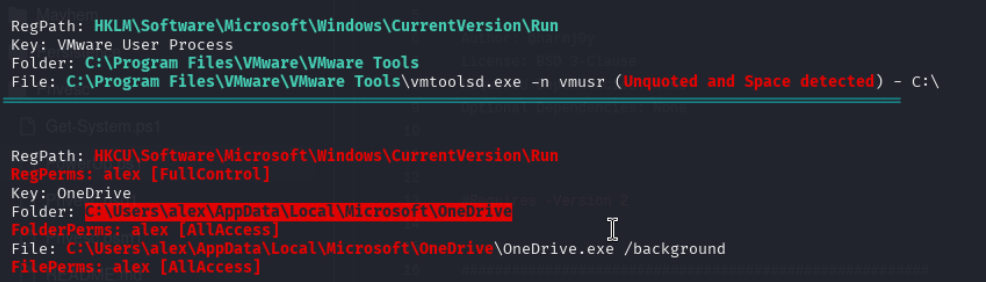 RegPath: HKLM\Software\Microsoft\Windows\CurrentVersion\Run
Key: VMware User Process
Folder: C:\Program Files\VMware\VMware Tools
File: C:\Program Files\VMware\VMware Tools\vmtoolsd.exe -n vmusr (Unquoted and Space detected) - C:\
Get-System.ps1
RegPath: HKCU\Software\Microsoft\Windows\CurrentVersion\Run
RegPerms: alex [FullControl]
Key: OneDrive
Folder: C:\Users\alex\AppData\Local\Microsoft\OneDrive
FolderPerms: alex [AllAccess]
File: C:\Users\alex\AppData\Local\Microsoft\OneDrive\OneDrive.exe /background
FilePerms: alex [AllAccess]